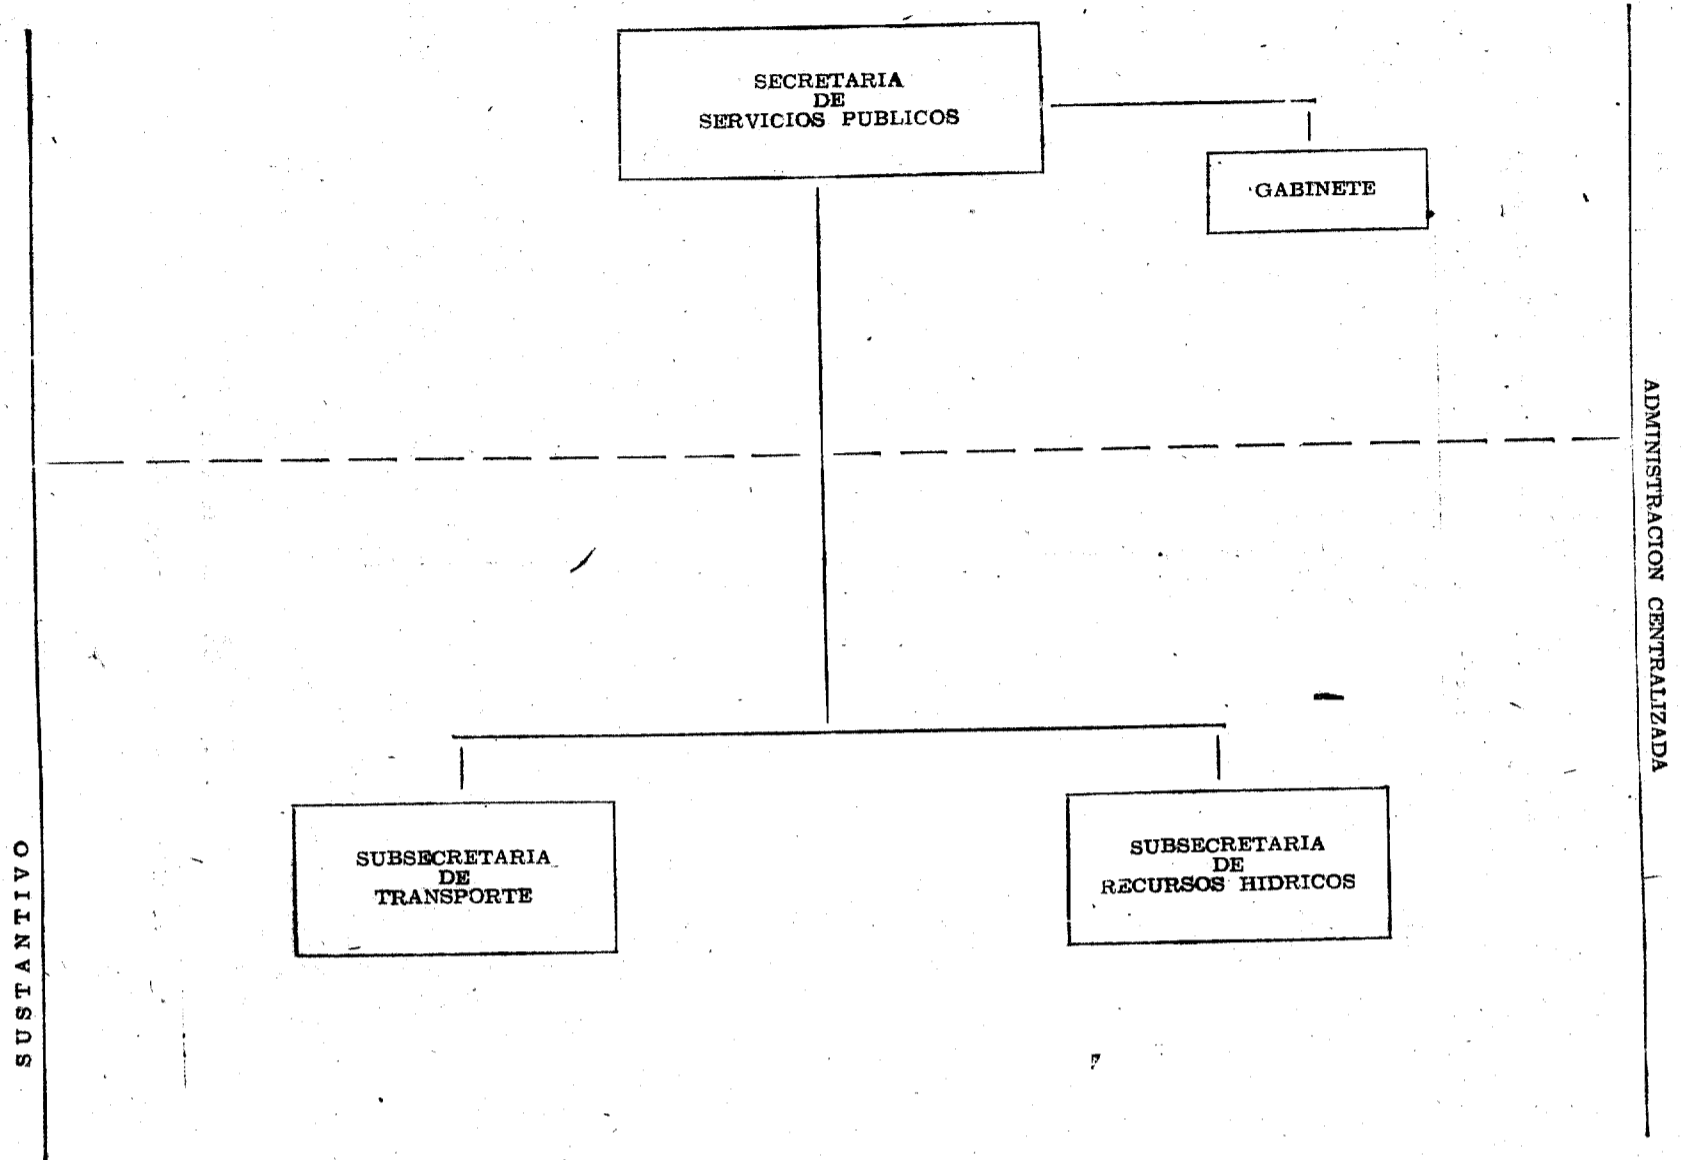 SECRETARIA
DE
SERVICIOS PUBLICOS
GABINETE
ADMINISTRACION CENTRALIZADA
SUBSECRETARIA
DE
TRANSPORTE
SUBSECRETARIA
DE
RECURSOS HIDRICOS
SUSTANTIVO